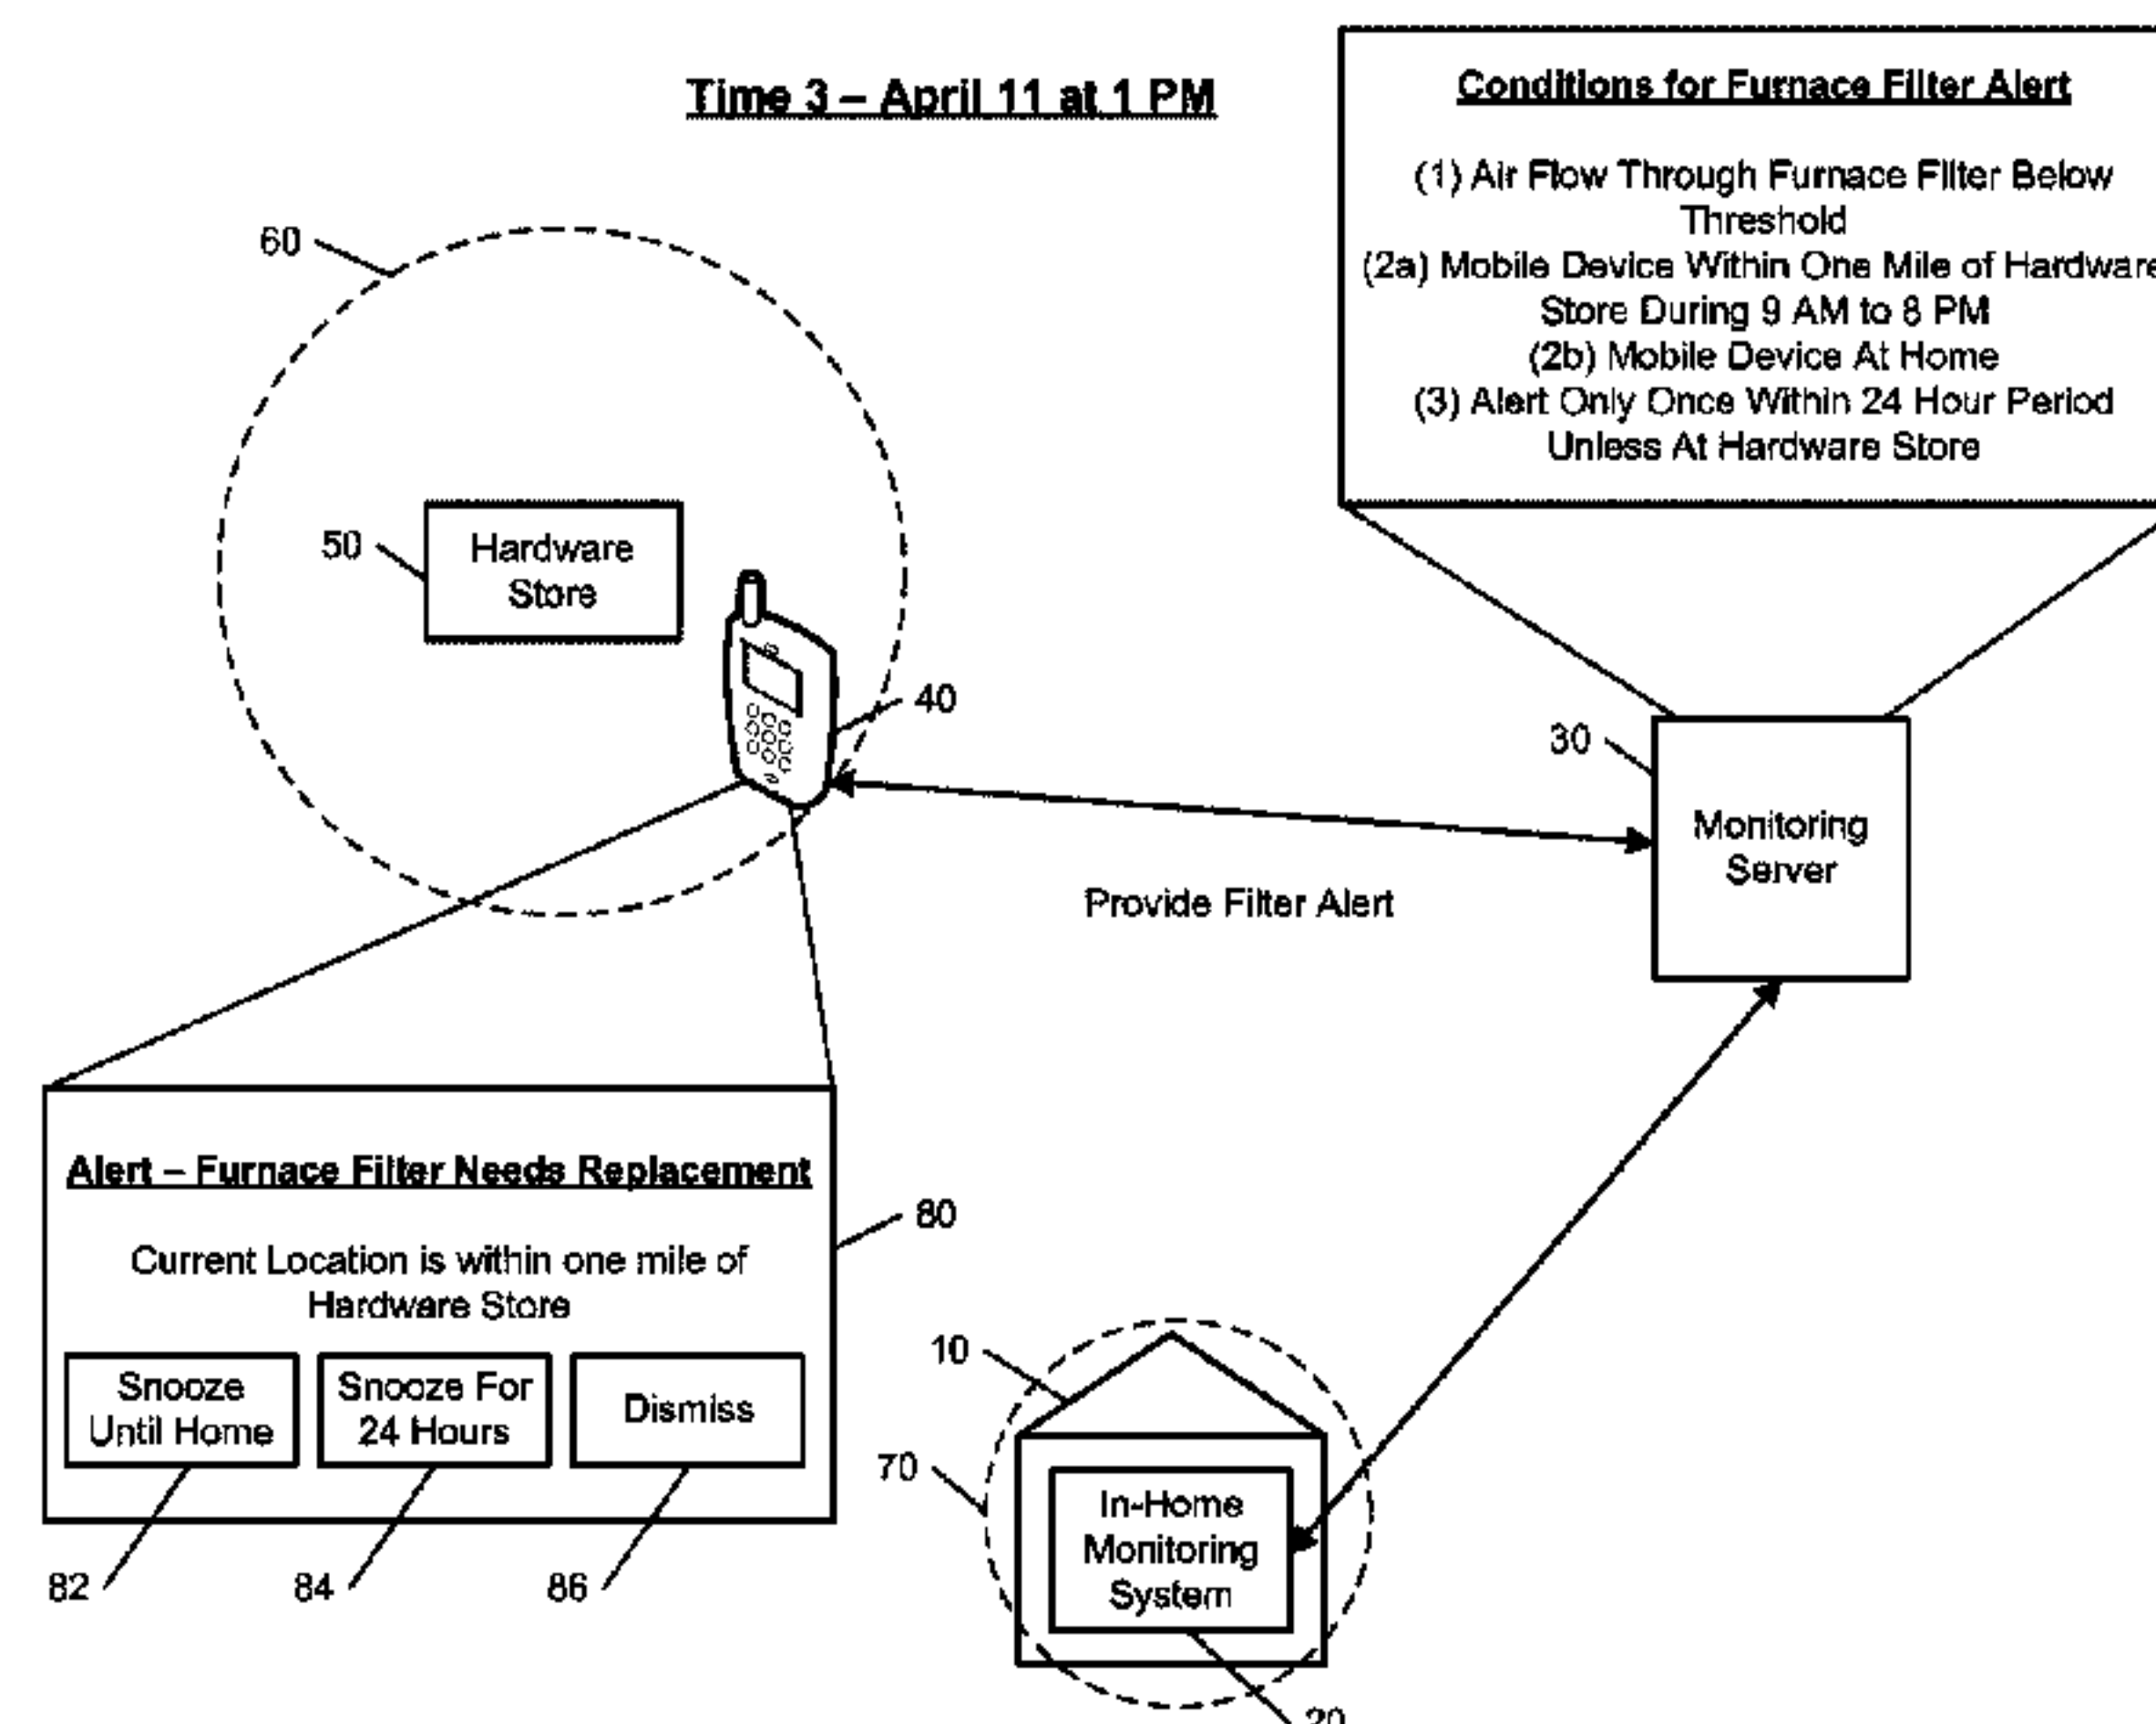 Time 3 – April 11 at 1 PM
Conditions for Furnace Filter Alert
(1) Air Flow Through Furnace Filter Below
Threshold
(2a) Mobile Device Within One Mile of Hardware
Store During 9 AM to 8 PM
(2b) Mobile Device At Home
(3) Alert Only Once Within 24 Hour Period
Unless At Hardware Store
60
50
Hardware
Store
40
30
Monitoring
Server
Provide Filter Alert
Alert – Furnace Filter Needs Replacement
Current Location is within one mile of
Hardware Store
Snooze
Until Home
Snooze For
24 Hours
Dismiss
80
82
84
86
10
70
In-Home
Monitoring
System
20